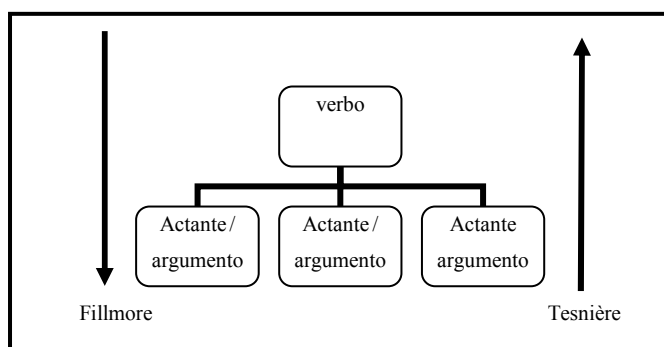 verbo
Actante/
argumento
Actante/
argumento
Actante
argumento
Fillmore
Tesnière